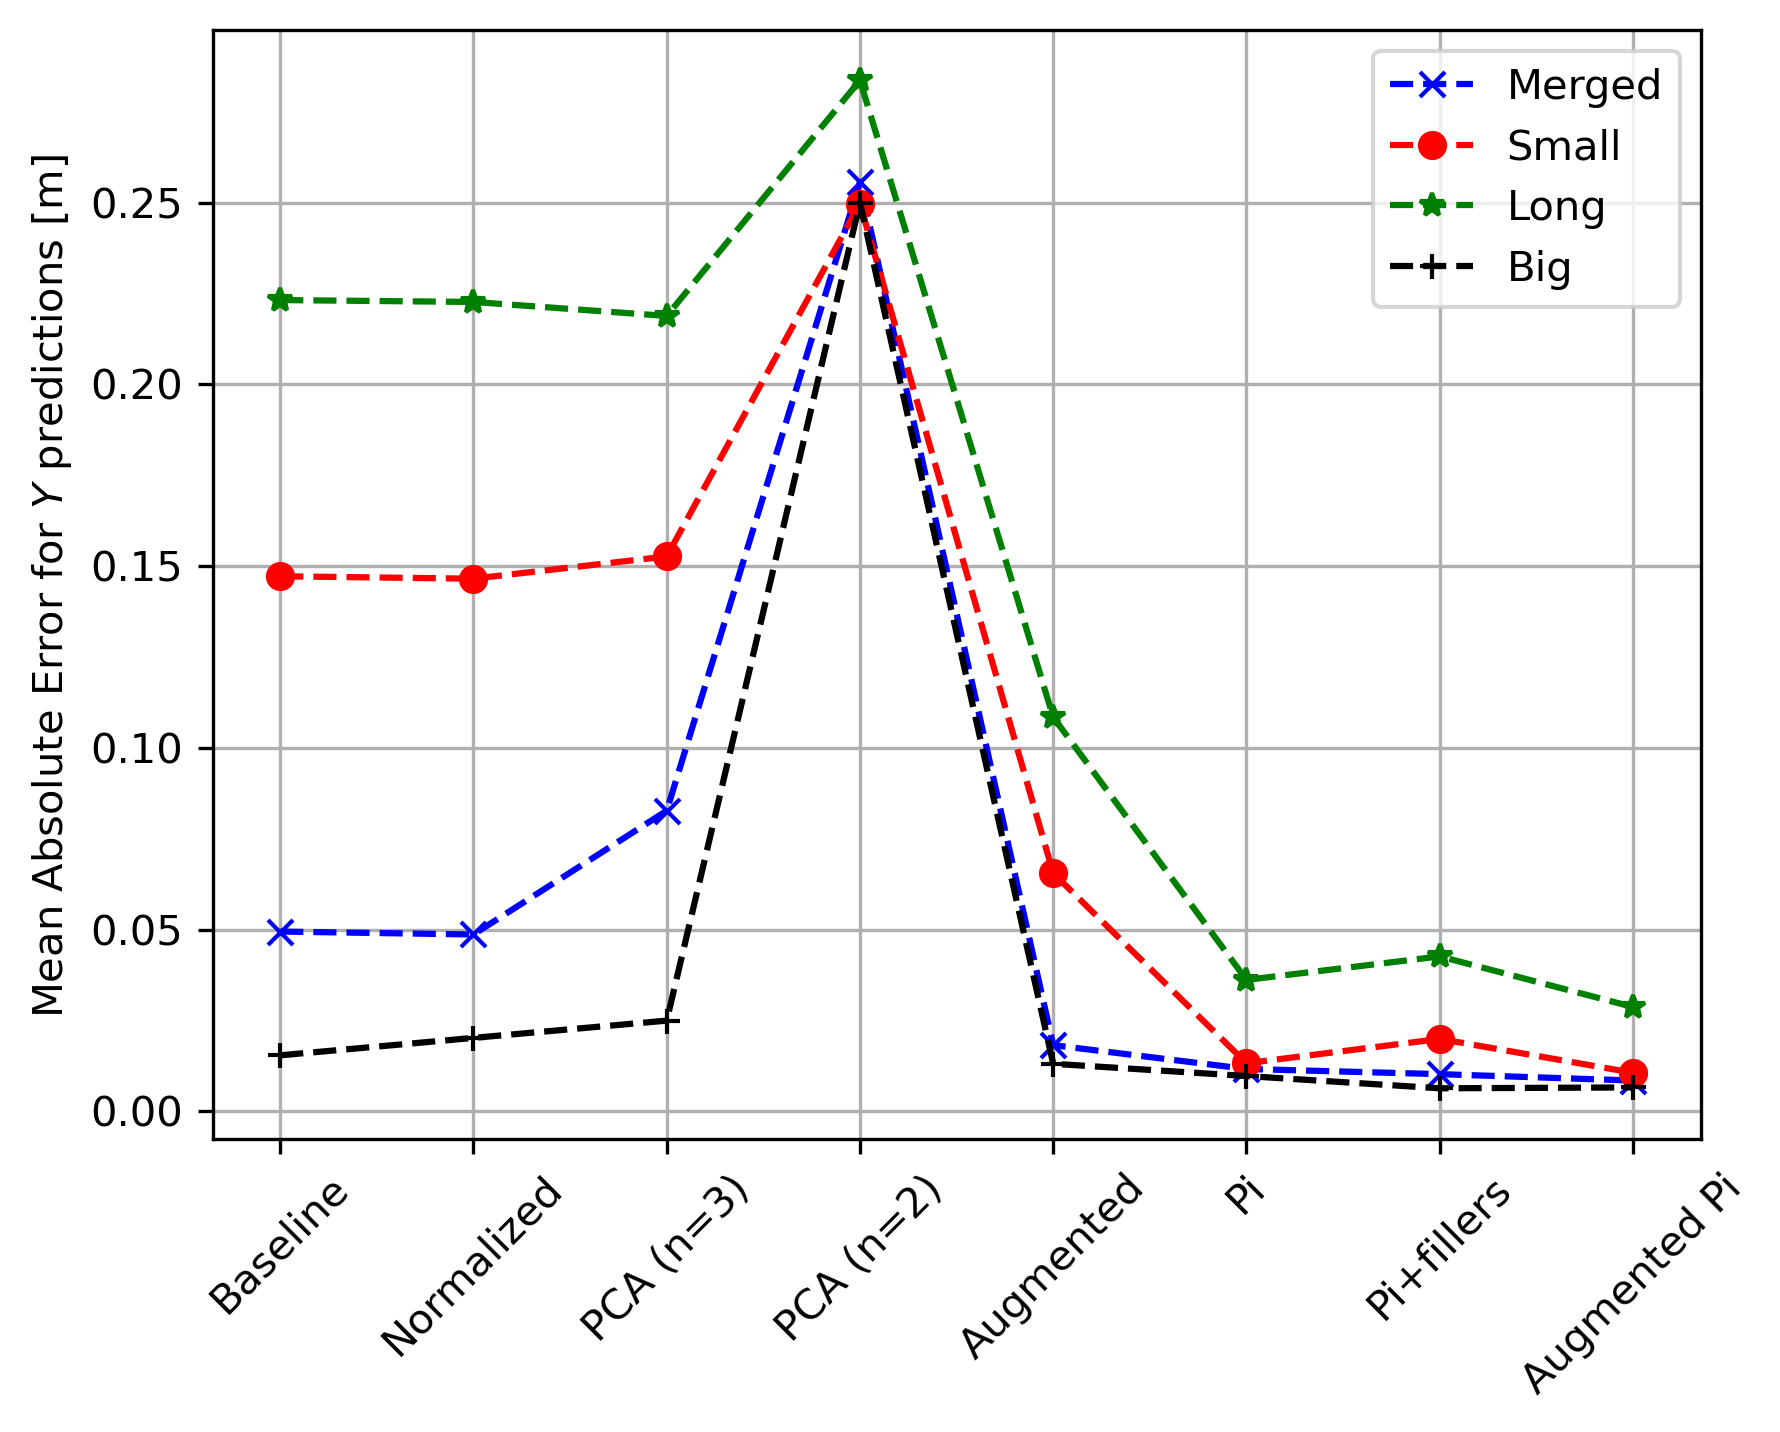 Mean Absolute Error for Y predictions [m]
0.25
0.20
0.15
0.10
0.05
0.00
Merged
Small
Long
Big
Baseline
Normalized
PCA (n=3)
PCA (n=2)
Augmented
Pi
Pi+fillers
Augmented Pi